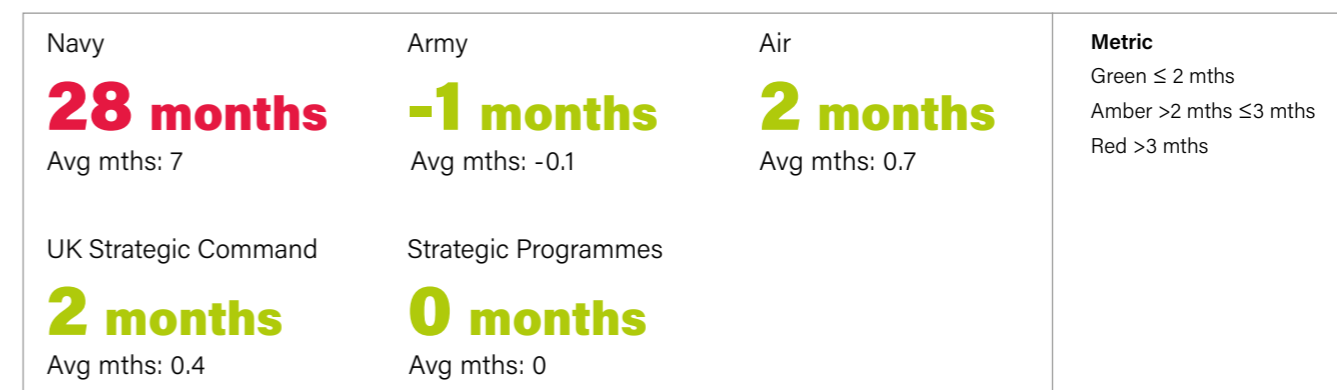 Navy
28 months
Avg mths: 7
Army
-1 months
Avg mths: -0.1
Air
2 months
Avg mths: 0.7
UK Strategic Command
2 months
Avg mths: 0.4
Strategic Programmes
0 months
Avg mths: 0
Metric
Green ≤ 2 mths
Amber >2 mths ≤3 mths
Red >3 mths